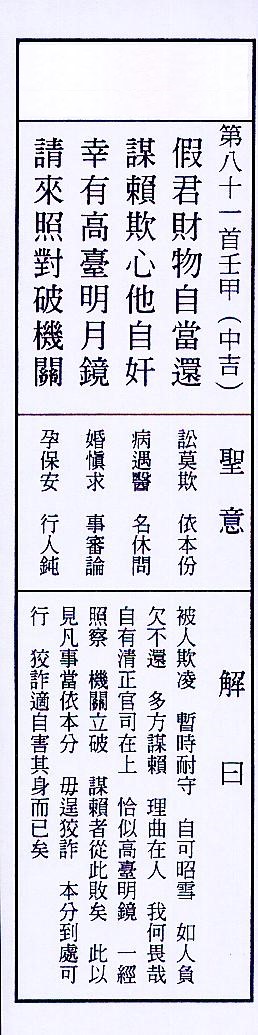 第八十一首壬甲(中吉)
假君財物自當還
謀賴欺心他自奸
幸有高臺明月鏡
請來照對破機關
聖意
訟莫欺 依本份
病遇醫 名休問
婚慎求 事審論
孕保安 行人鈍
解曰
被人欺凌 暫時耐守 自可昭雪 如人負
欠不還 多方謀賴 理曲在人 我何畏哉
自有清正官司在上 恰似高臺明鏡 一經
照察 機關立破 謀賴者從此敗矣 此以
見凡事當依本分 毋逞狡詐 本分到處可
行 狡詐適自害其身而已矣